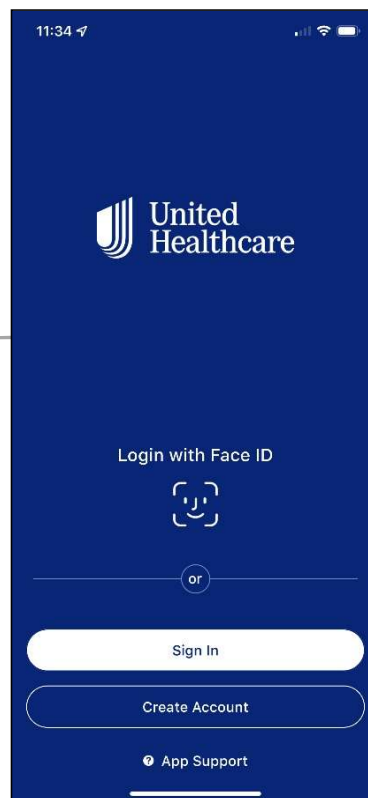 11:34
United
Healthcare
Login with Face ID
or
Sign In
Create Account
? App Support